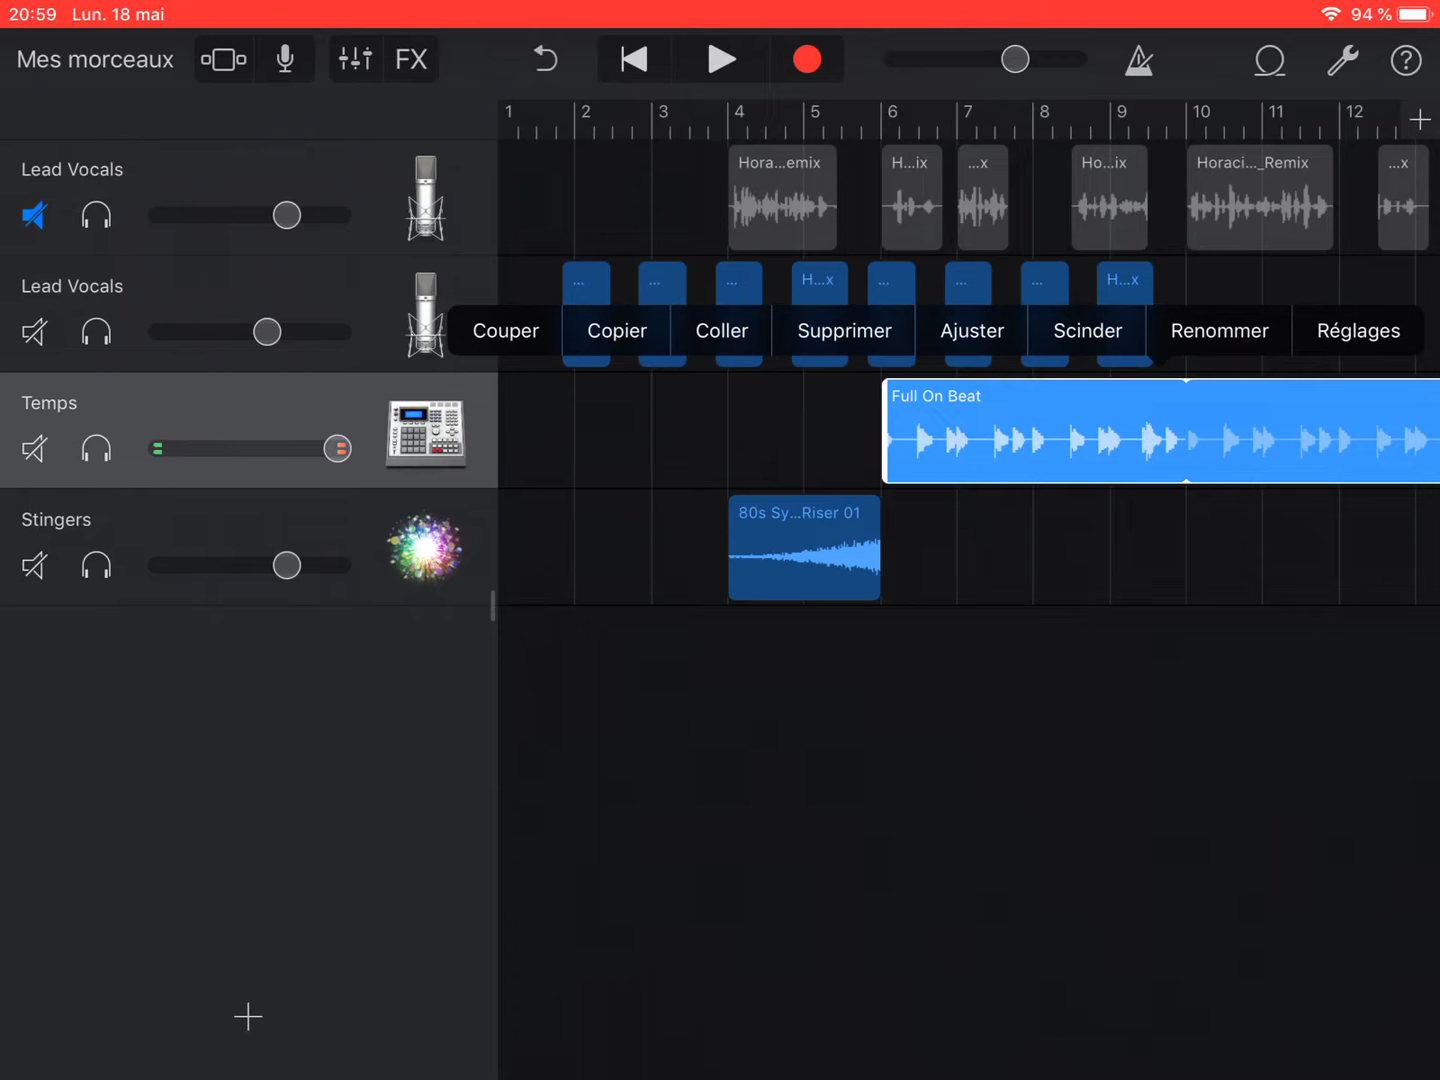 20:59 Lun. 18 mai 94 %
Mes morceaux FX
1 2 3 4 5 6 7 8 9 10 11 12
Lead Vocals
Hora...emix H...ix ...x Ho...ix Horaci..._Remix ...x
Lead Vocals
... ... ... H...x ... ... ... H...x
Couper Copier Coller Supprimer Ajuster Scinder Renommer Réglages
Temps
Full On Beat
Stingers
80s Sy...Riser 01